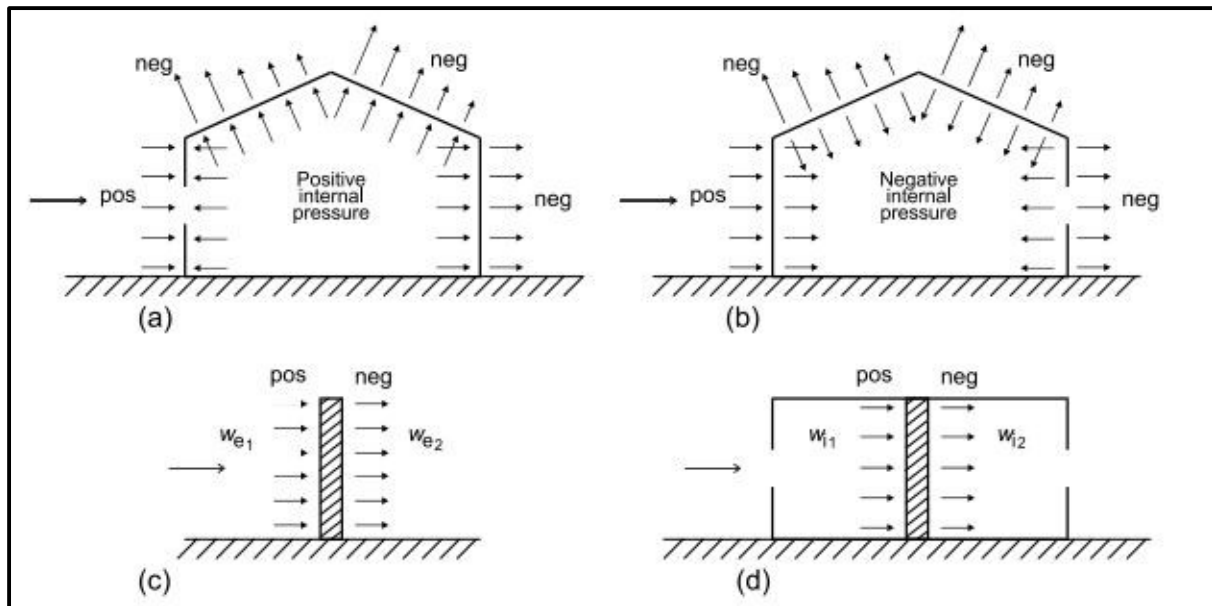 neg
neg
pos
Positive
internal
pressure
neg
(a)
neg
neg
pos
Negative
internal
pressure
neg
(b)
pos neg
we1
we2
(c)
pos neg
wi1
wi2
(d)